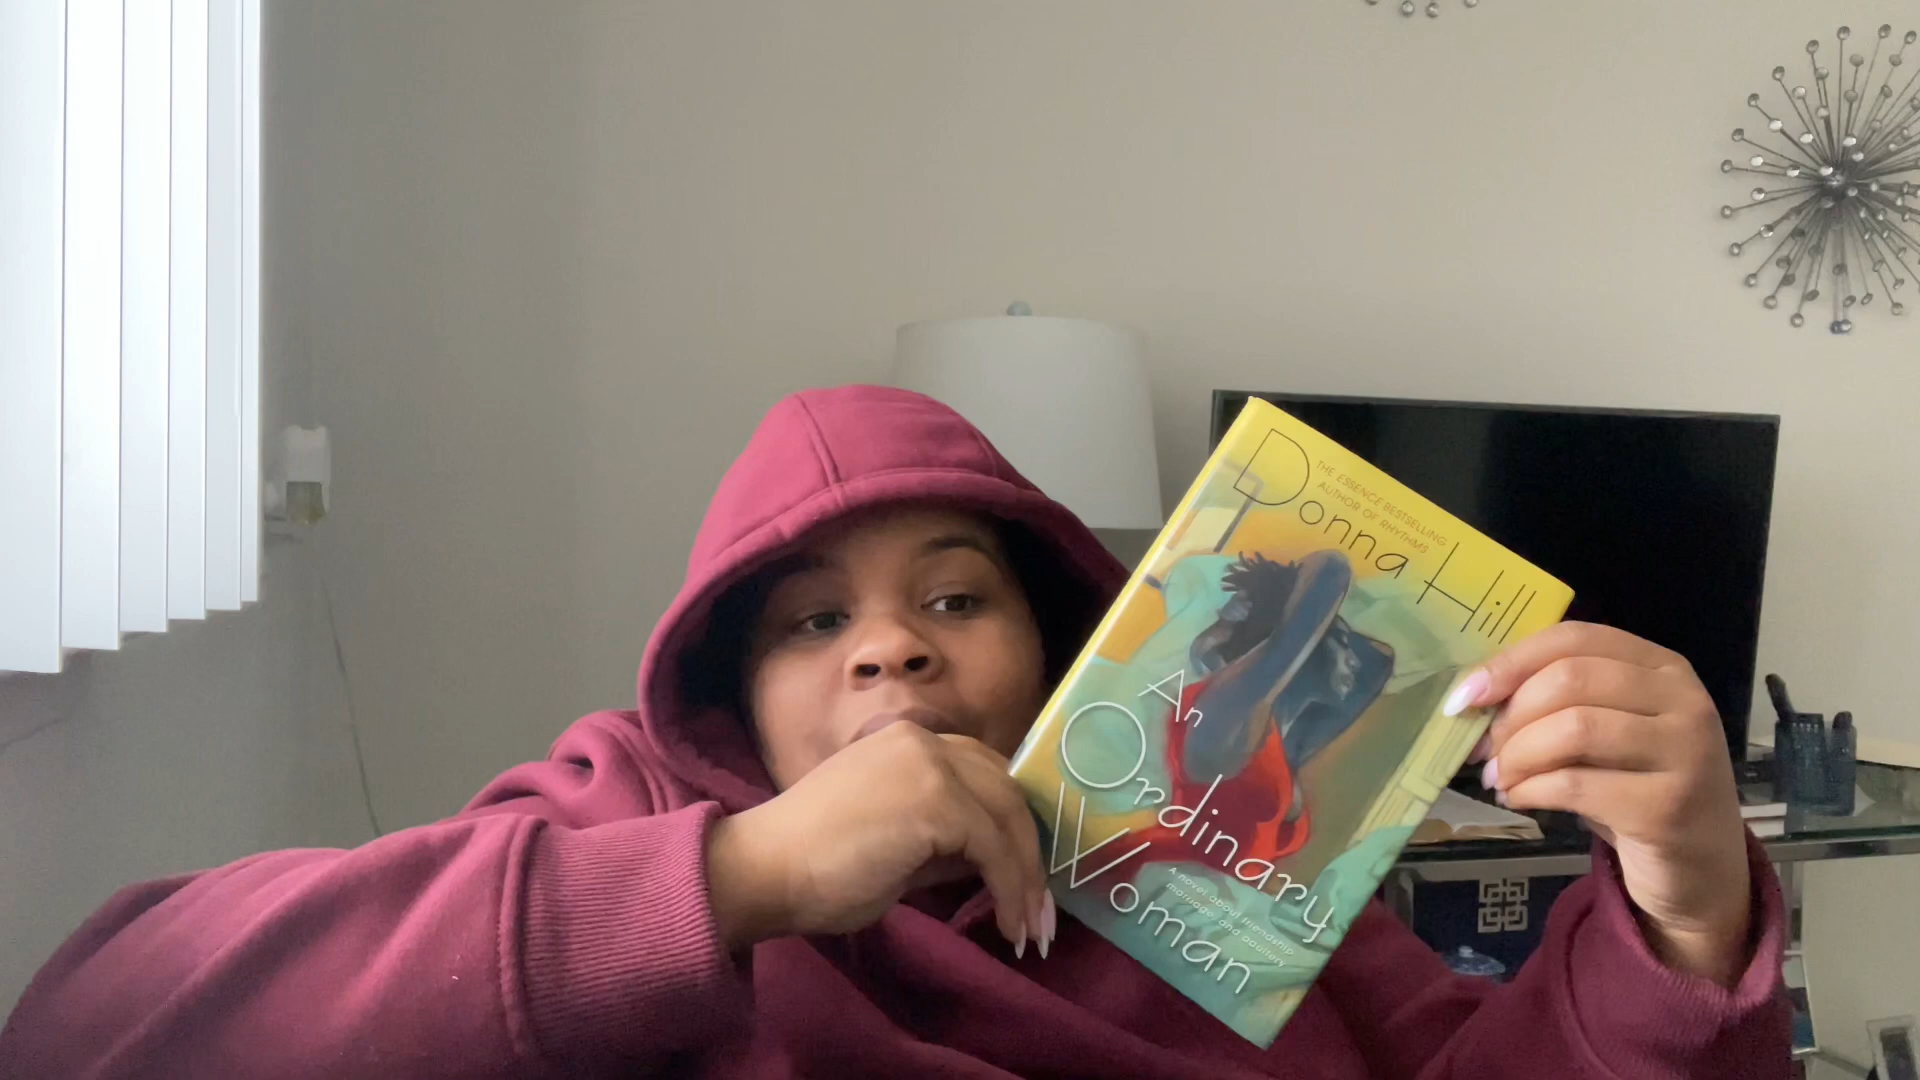 THE ESSENCE BESTSELLING
AUTHOR OF RHYTHMS
Donna Hill
An
Ordinary
Woman
A novel about friendship,
marriage, and adultery